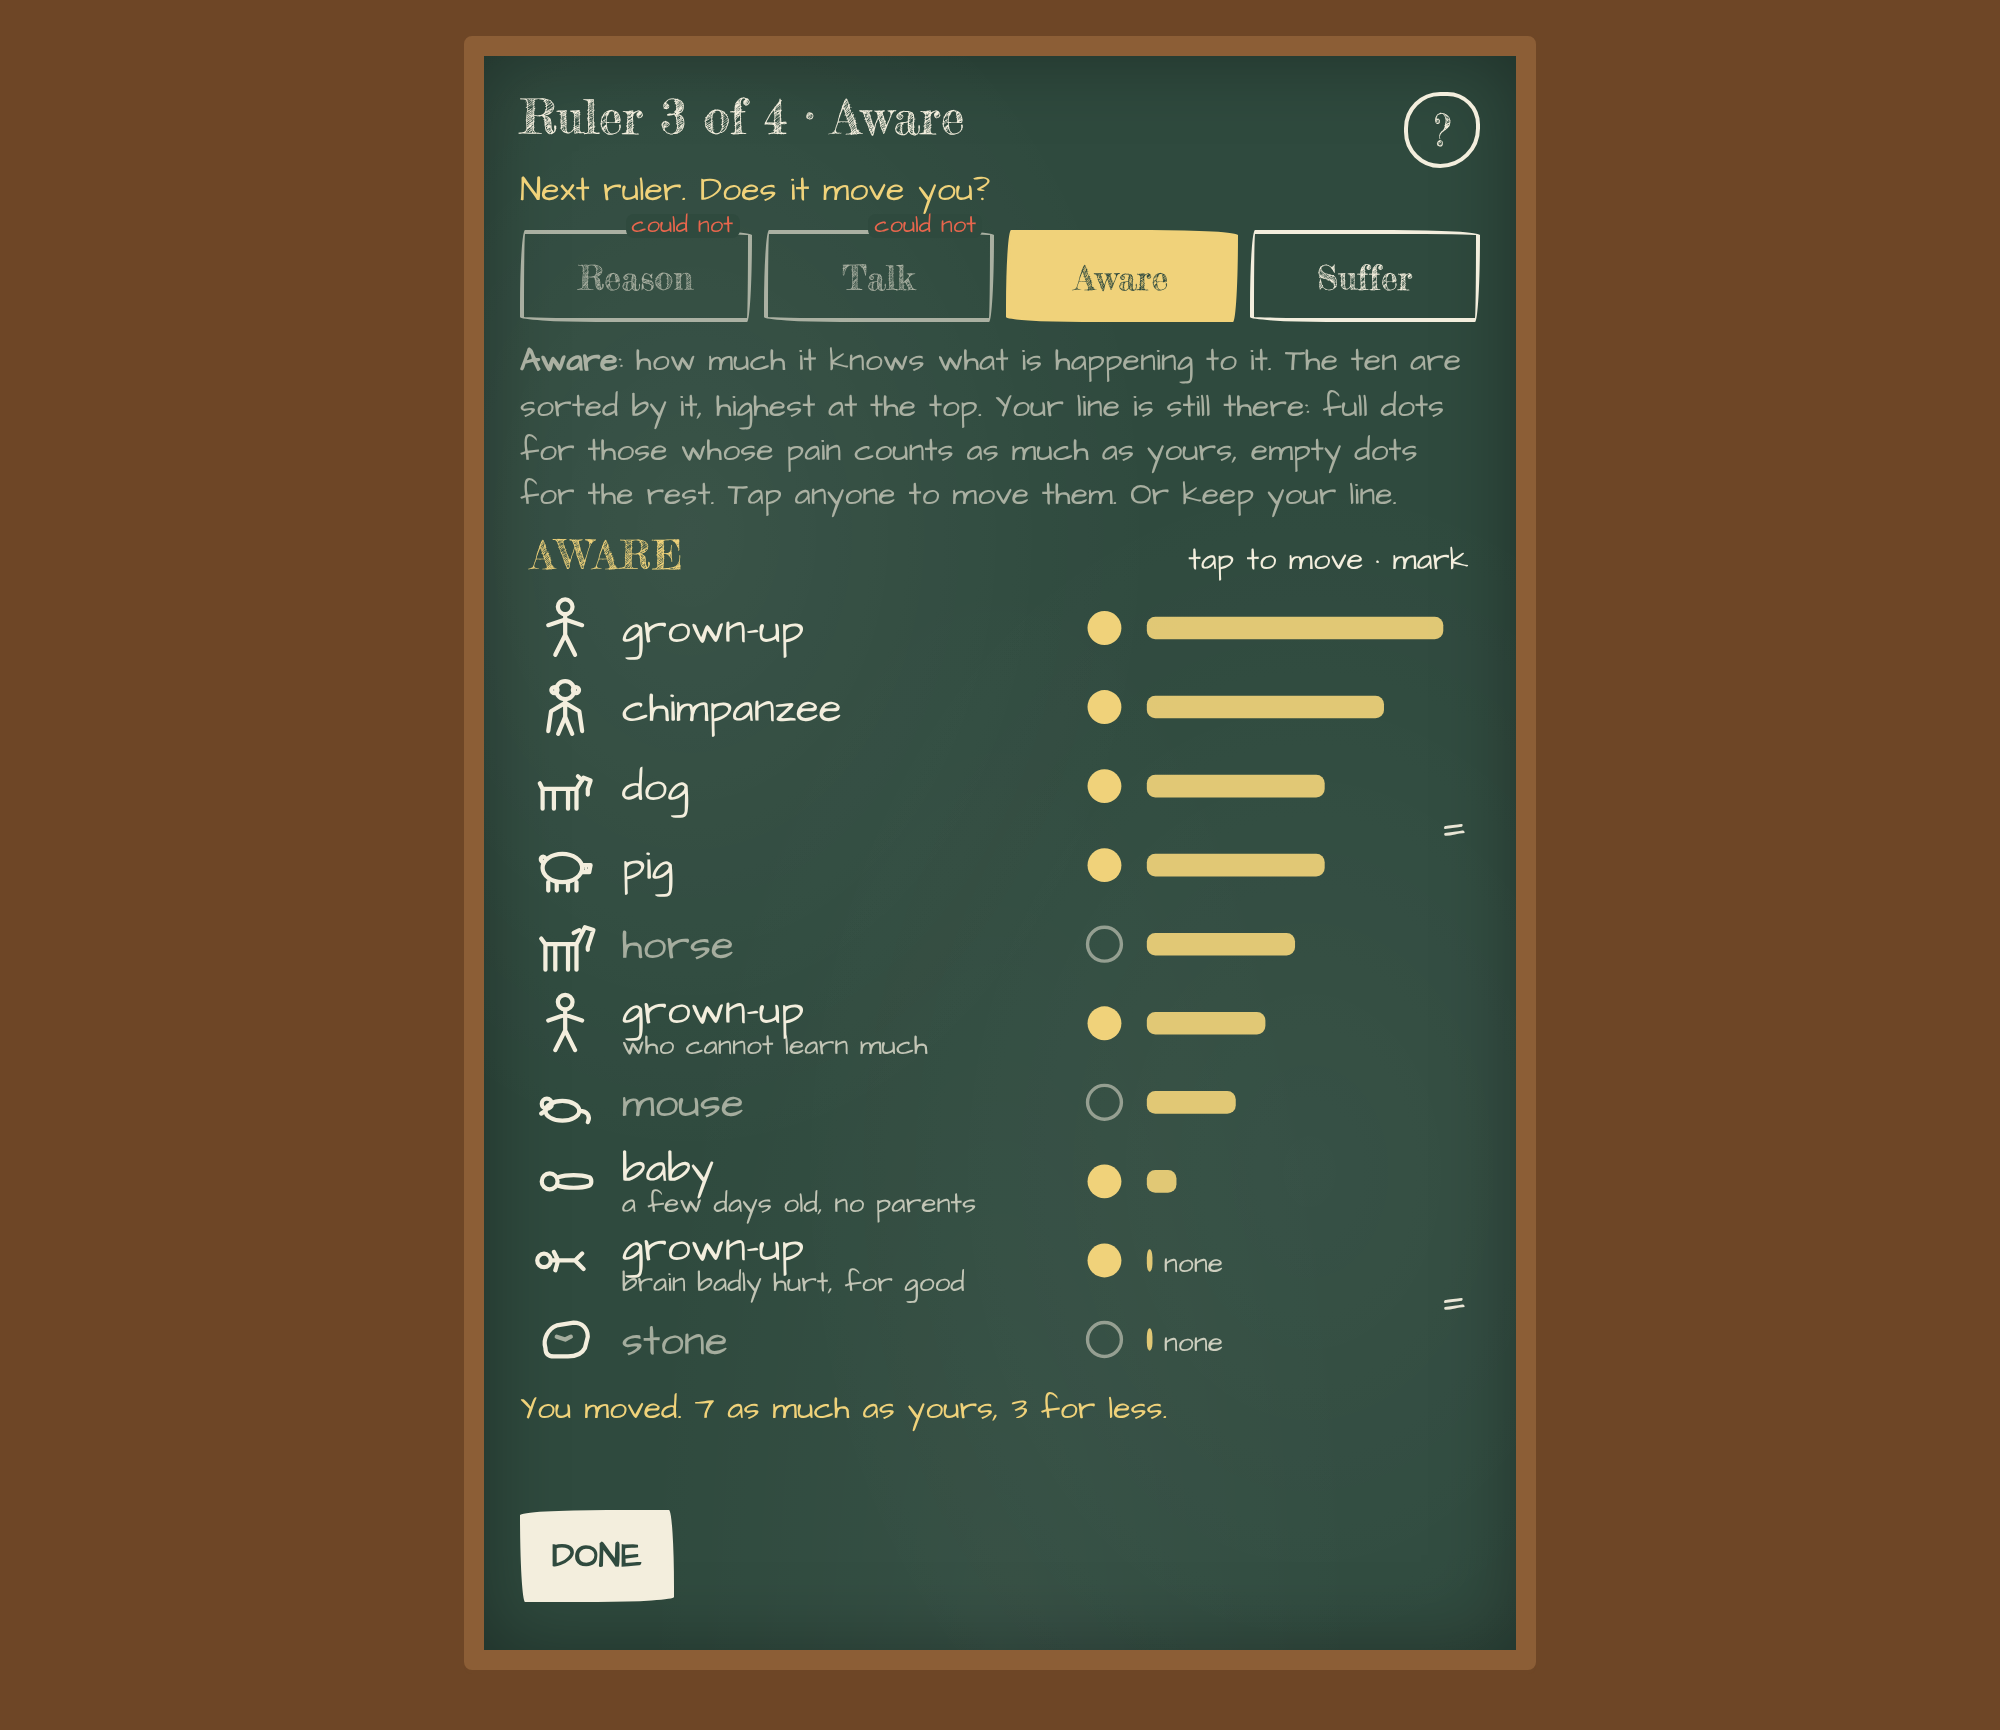 Ruler 3 of 4 · Aware
?
Next ruler. Does it move you?
could not
could not
Reason
Talk
Aware
Suffer
Aware: how much it knows what is happening to it. The ten are
sorted by it, highest at the top. Your line is still there: full dots
for those whose pain counts as much as yours, empty dots
for the rest. Tap anyone to move them. Or keep your line.
AWARE
tap to move · mark
grown-up
chimpanzee
dog
=
pig
horse
grown-up
who cannot learn much
mouse
baby
a few days old, no parents
grown-up
brain badly hurt, for good
none
=
stone
none
You moved. 7 as much as yours, 3 for less.
DONE